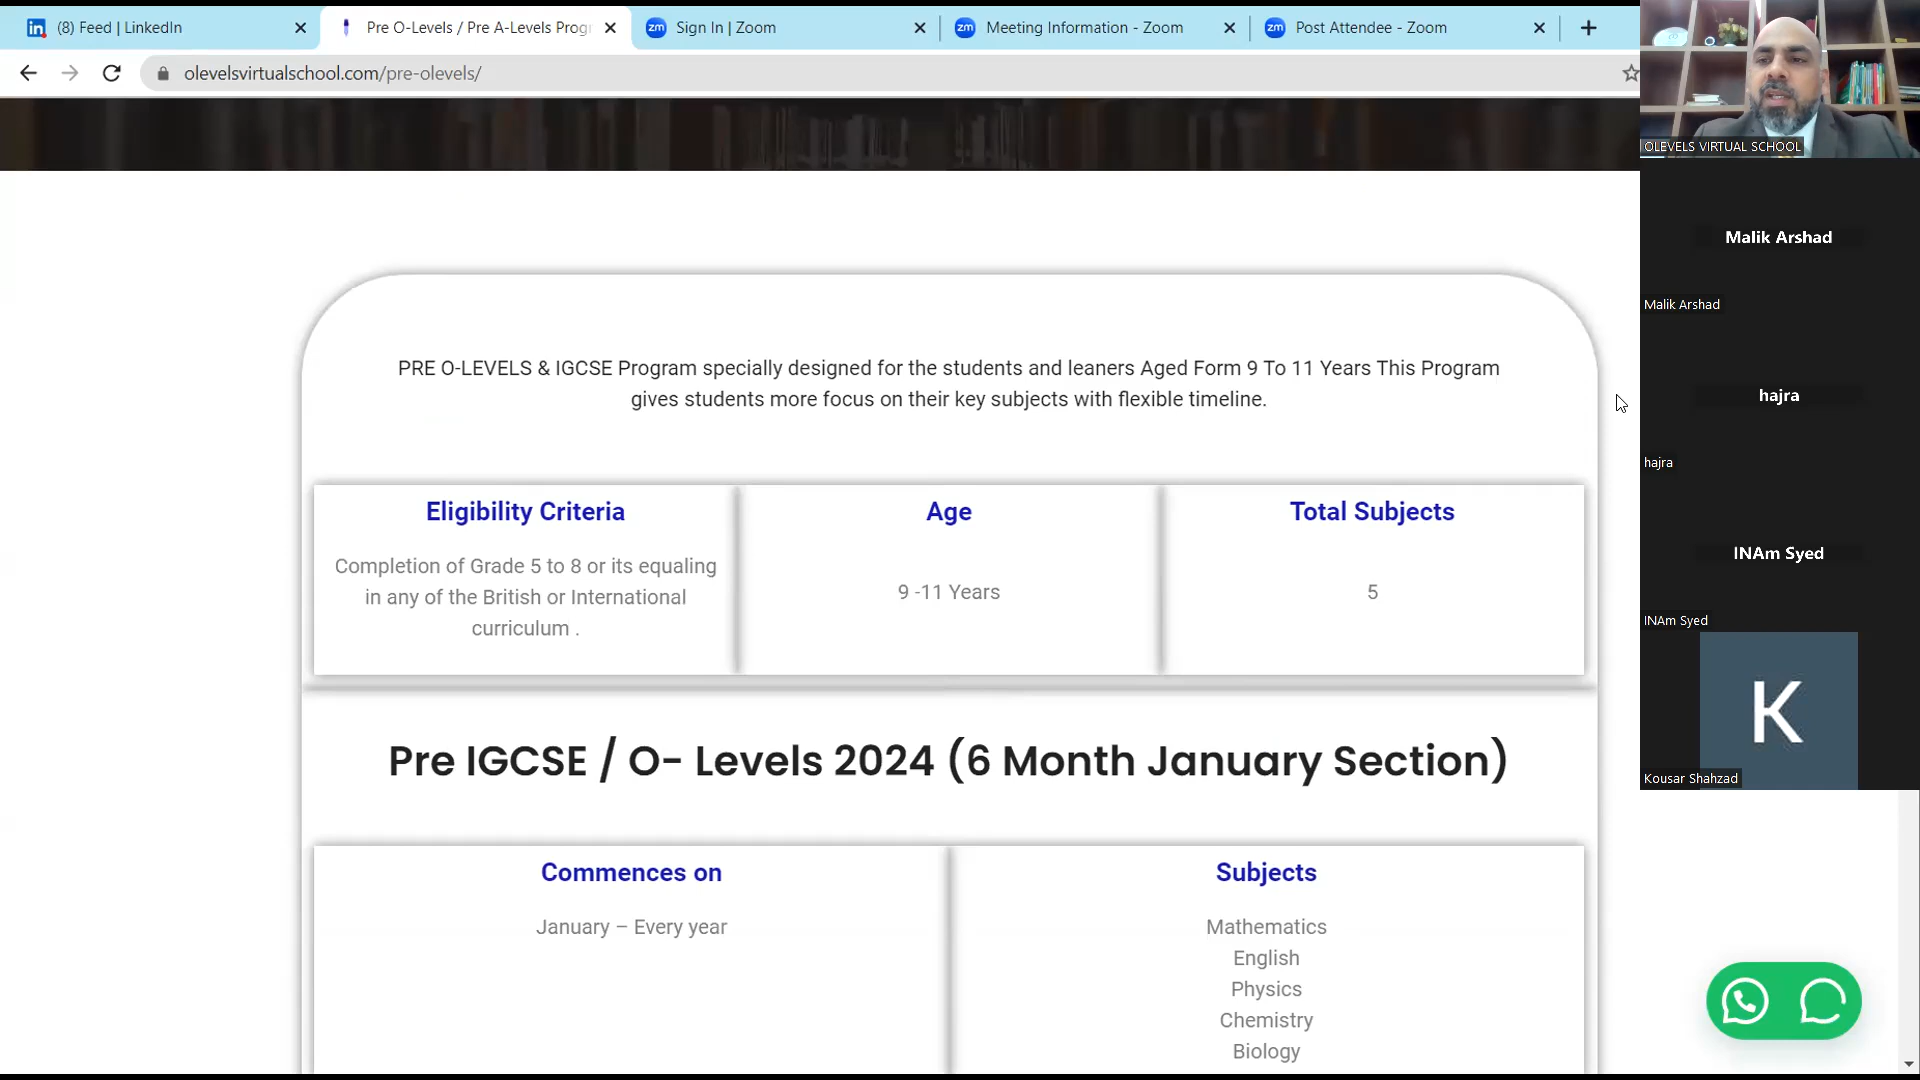 (8) Feed | LinkedIn
Pre O-Levels / Pre A-Levels Prog
Sign In | Zoom
Meeting Information - Zoom
Post Attendee - Zoom
olevelsvirtualschool.com/pre-olevels/
OLEVELS VIRTUAL SCHOOL
Malik Arshad
Malik Arshad
hajra
hajra
INAm Syed
INAm Syed
K
Kousar Shahzad
PRE O-LEVELS & IGCSE Program specially designed for the students and leaners Aged Form 9 To 11 Years This Program
gives students more focus on their key subjects with flexible timeline.
Eligibility Criteria
Completion of Grade 5 to 8 or its equaling
in any of the British or International
curriculum .
Age
9 -11 Years
Total Subjects
5
Pre IGCSE / O- Levels 2024 (6 Month January Section)
Commences on
January – Every year
Subjects
Mathematics
English
Physics
Chemistry
Biology